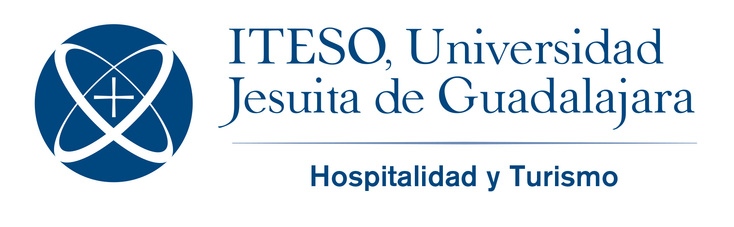 ITESO, Universidad
Jesuita de Guadalajara
Hospitalidad y Turismo